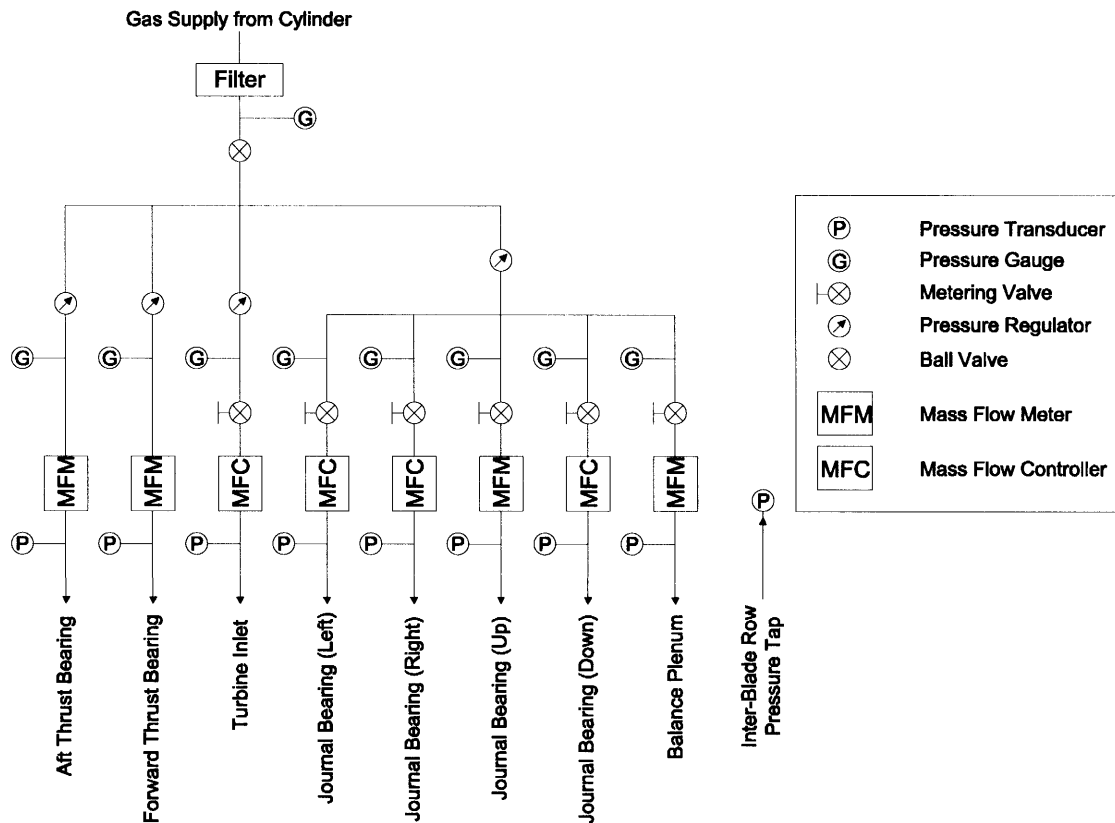 Gas Supply from Cylinder
Filter
G
P Pressure Transducer
G Pressure Gauge
Metering Valve
Pressure Regulator
Ball Valve
MFM Mass Flow Meter
MFC Mass Flow Controller
G G G G G G G G
MFM MFM MFC MFC MFC MFM MFC MFM
P
P P P P P P P P
Aft Thrust Bearing
Forward Thrust Bearing
Turbine Inlet
Journal Bearing (Left)
Journal Bearing (Right)
Journal Bearing (Up)
Journal Bearing (Down)
Balance Plenum
Inter-Blade Row
Pressure Tap